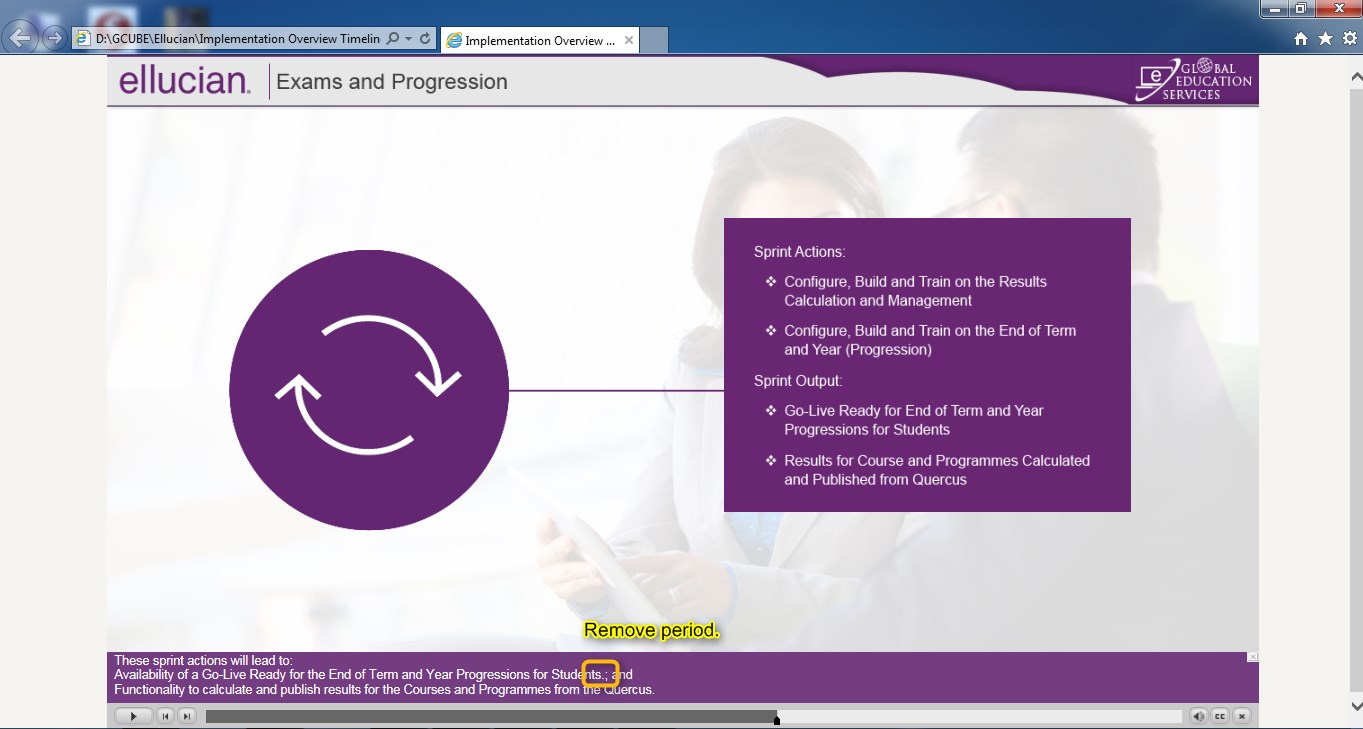 D:\GCUBE\Ellucian\Implementation Overview Timelin
Implementation Overview ...
ellucian.
Exams and Progression
e
GLOBAL
EDUCATION
SERVICES
Sprint Actions:
❖ Configure, Build and Train on the Results
Calculation and Management
❖ Configure, Build and Train on the End of Term
and Year (Progression)
Sprint Output:
❖ Go-Live Ready for End of Term and Year
Progressions for Students
❖ Results for Course and Programmes Calculated
and Published from Quercus
Remove period.
These sprint actions will lead to:
Availability of a Go-Live Ready for the End of Term and Year Progressions for Students.; and
Functionality to calculate and publish results for the Courses and Programmes from the Quercus.
CC